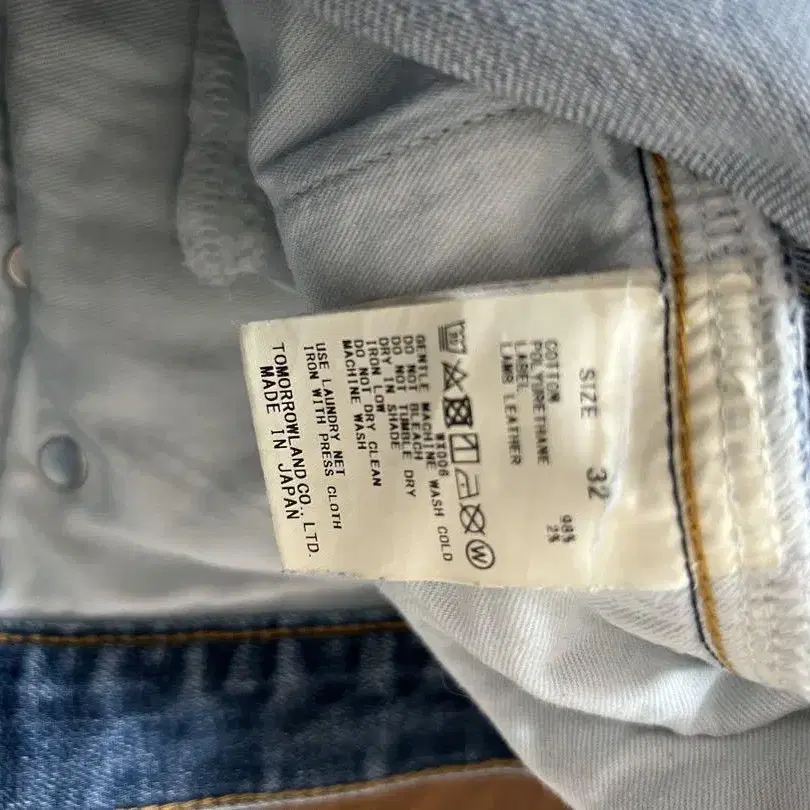 SIZE 32
COTTON 98%
POLYURETHANE 2%
LABEL
LAMB LEATHER
WX006
GENTLE MACHINE WASH COLD
DO NOT BLEACH
DO NOT TUMBLE DRY
DRY IN SHADE
IRON LOW
DO NOT DRY CLEAN
MACHINE WASH
USE LAUNDRY NET
IRON WITH PRESS CLOTH
TOMORROWLAND CO., LTD.
MADE IN JAPAN